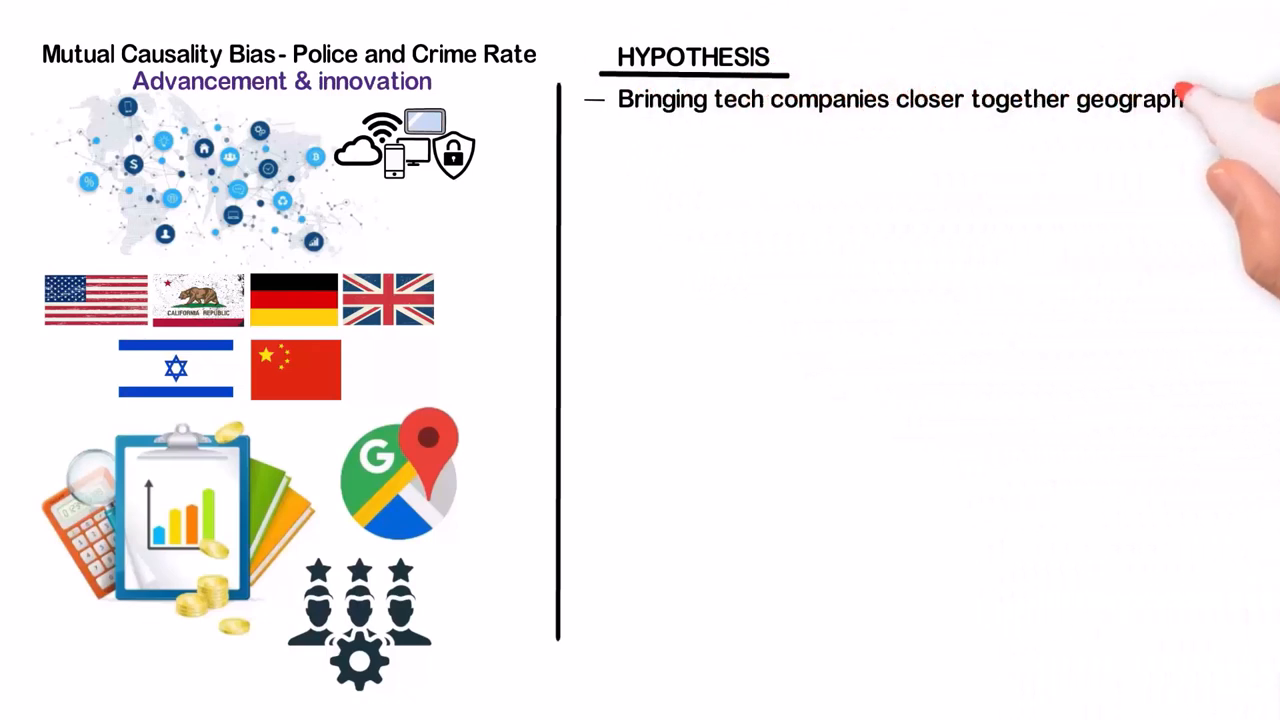 Mutual Causality Bias- Police and Crime Rate
Advancement & innovation
HYPOTHESIS
— Bringing tech companies closer together geograph
$
%
CALIFORNIA REPUBLIC
G